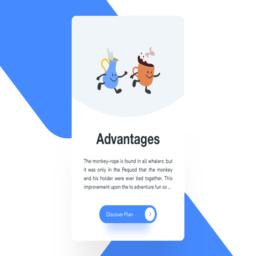 Advantages
The monkey-rope is found in all whalers; but
it was only in the Pequod that the monkey
and his holder were ever tied together. This
improvement upon the to adventure fun so ...
Discover Plan